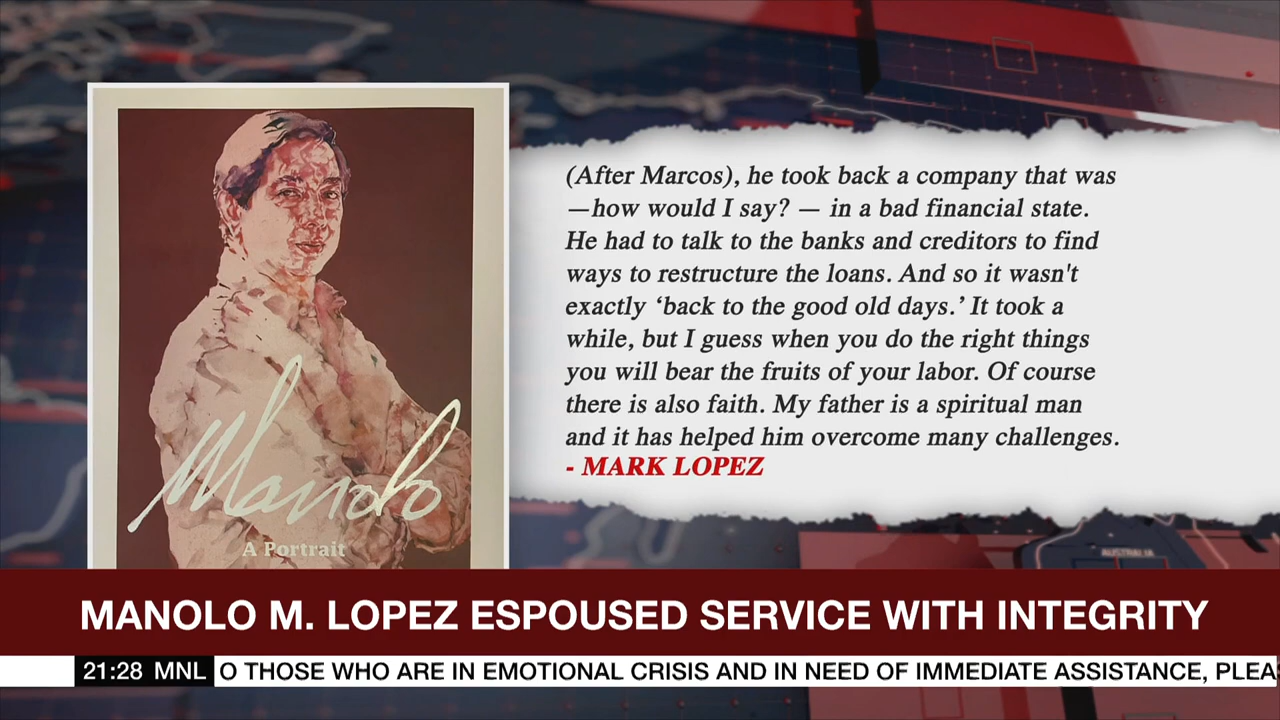 (After Marcos), he took back a company that was
—how would I say? — in a bad financial state.
He had to talk to the banks and creditors to find
ways to restructure the loans. And so it wasn't
exactly ‘back to the good old days.’ It took a
while, but I guess when you do the right things
you will bear the fruits of your labor. Of course
there is also faith. My father is a spiritual man
and it has helped him overcome many challenges.
- MARK LOPEZ
Manolo
A Portrait
AUSTRALIA
MANOLO M. LOPEZ ESPOUSED SERVICE WITH INTEGRITY
21:28 MNL O THOSE WHO ARE IN EMOTIONAL CRISIS AND IN NEED OF IMMEDIATE ASSISTANCE, PLEA